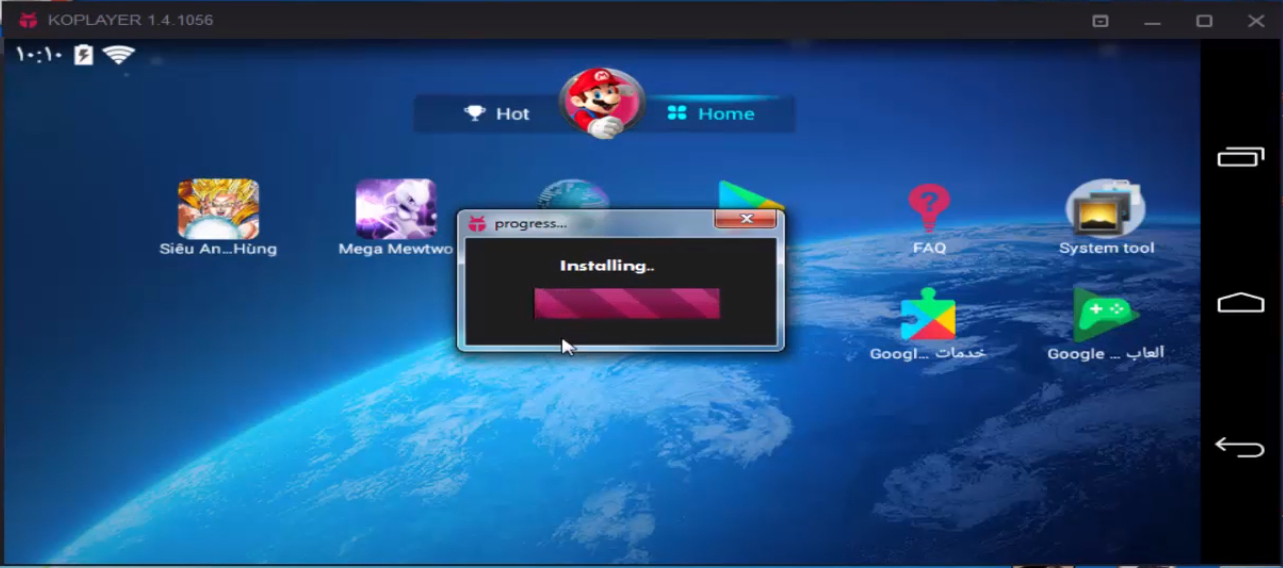 KOPLAYER 1.4.1056
١٠:١٠
Hot
Home
progress...
Installing..
Siêu An...Hùng
Mega Mewtwo
FAQ
System tool
Googl... خدمات
Google ... ألعاب